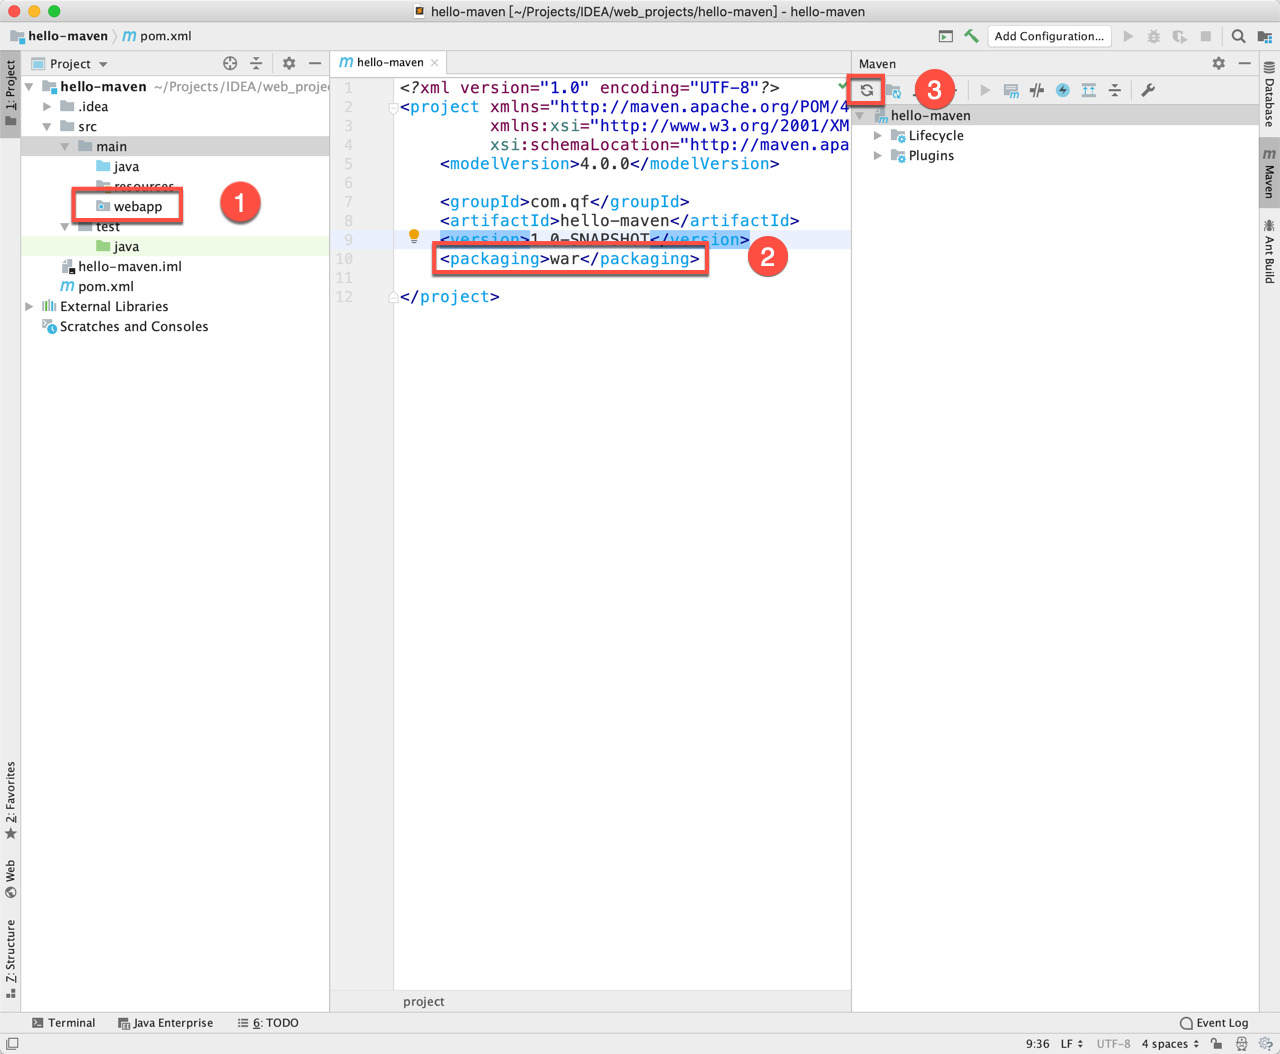 hello-maven [~/Projects/IDEA/web_projects/hello-maven] - hello-maven
hello-maven
pom.xml
Add Configuration...
1: Project
Project
hello-maven ~/Projects/IDEA/web_projec
.idea
src
main
java
resources
webapp
test
java
hello-maven.iml
pom.xml
External Libraries
Scratches and Consoles
1
hello-maven
1 <?xml version="1.0" encoding="UTF-8"?>
2 <project xmlns="http://maven.apache.org/POM/4
3 xmlns:xsi="http://www.w3.org/2001/XM
4 xsi:schemaLocation="http://maven.apa
5 <modelVersion>4.0.0</modelVersion>
6
7 <groupId>com.qf</groupId>
8 <artifactId>hello-maven</artifactId>
9 <version>1.0-SNAPSHOT</version>
10 <packaging>war</packaging>
11
12 </project>
2
project
Maven
3
hello-maven
Lifecycle
Plugins
Database
Maven
Ant Build
2: Favorites
Web
Z: Structure
Terminal
Java Enterprise
6: TODO
Event Log
9:36
LF
UTF-8
4 spaces